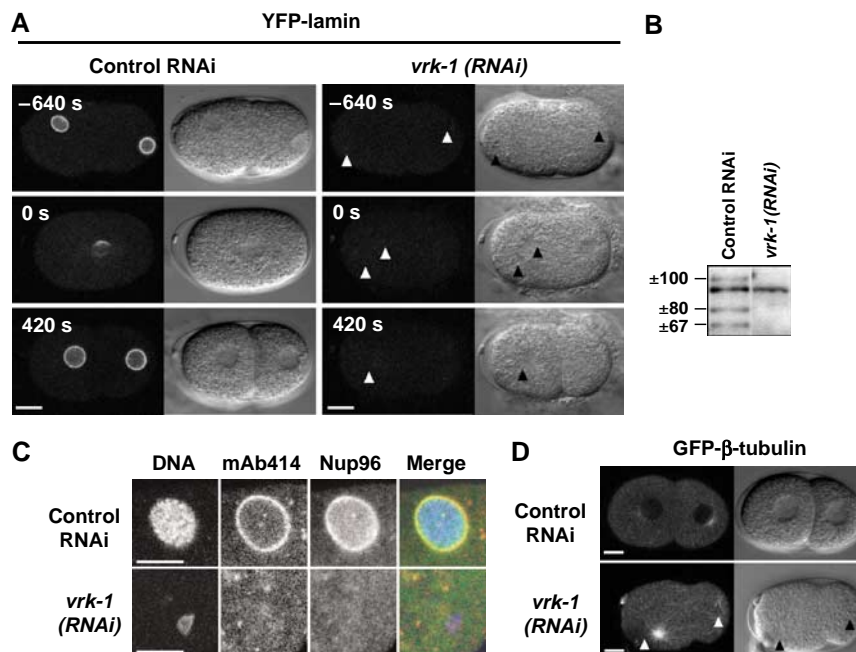 A
YFP-lamin
Control RNAi
vrk-1 (RNAi)
−640 s
−640 s
0 s
0 s
420 s
420 s
B
Control RNAi
vrk-1(RNAi)
±100
±80
±67
C
DNA mAb414 Nup96 Merge
Control
RNAi
vrk-1
(RNAi)
D
GFP-β-tubulin
Control
RNAi
vrk-1
(RNAi)